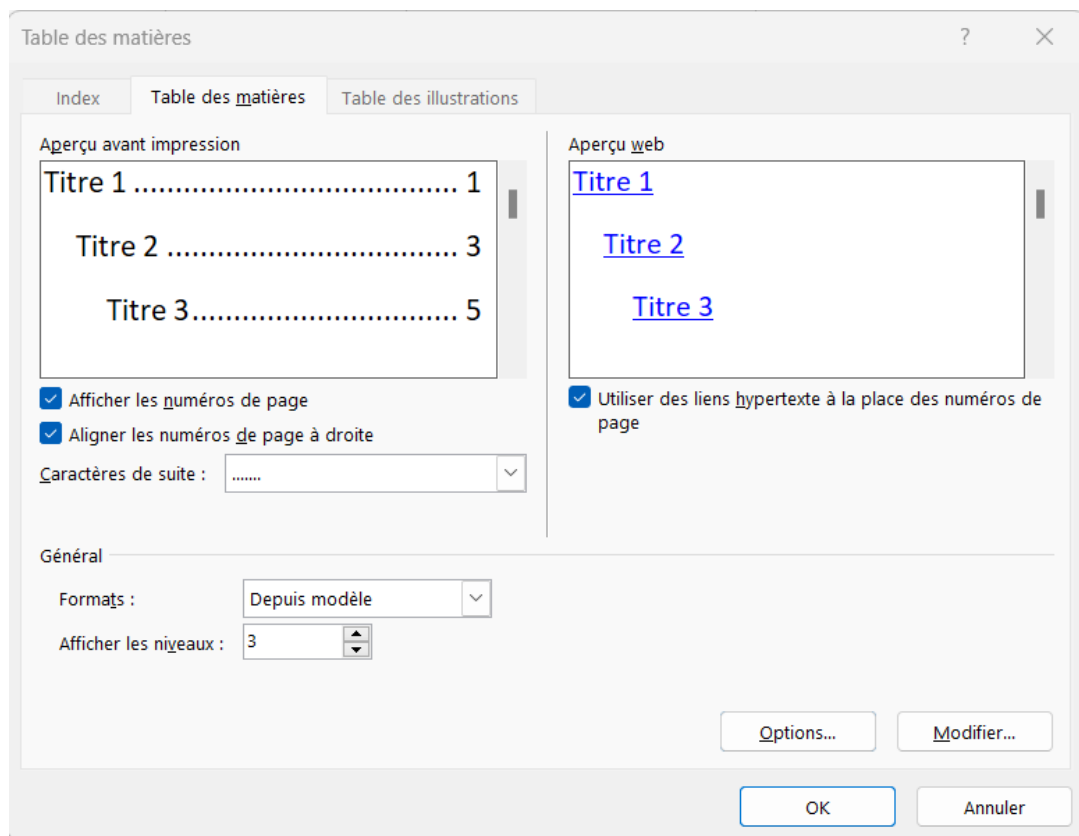 Table des matières ?
Index Table des matières Table des illustrations
Aperçu avant impression
Titre 1 ........................................ 1
Titre 2 .................................... 3
Titre 3................................. 5
Afficher les numéros de page
Aligner les numéros de page à droite
Caractères de suite : .......
Aperçu web
Titre 1
Titre 2
Titre 3
Utiliser des liens hypertexte à la place des numéros de
page
Général
Formats : Depuis modèle
Afficher les niveaux : 3
Options... Modifier...
OK Annuler